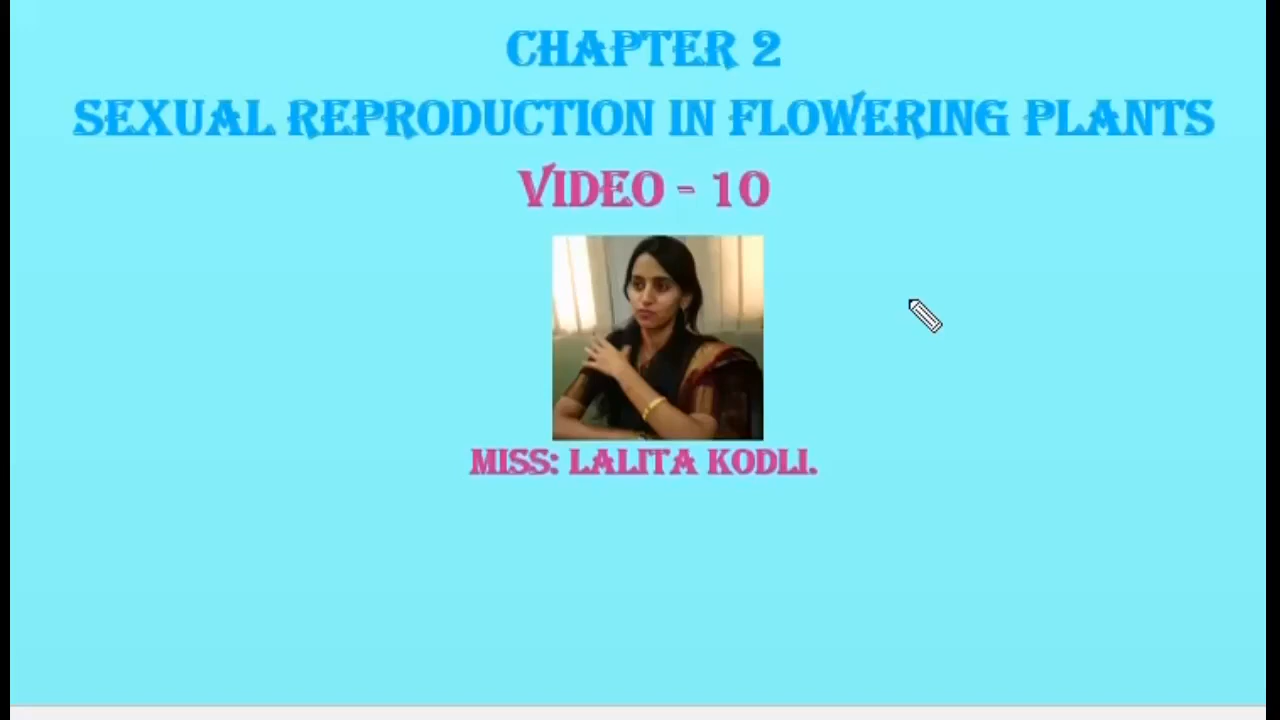 CHAPTER 2
SEXUAL REPRODUCTION IN FLOWERING PLANTS
VIDEO - 10
MISS: LALITA KODLI.